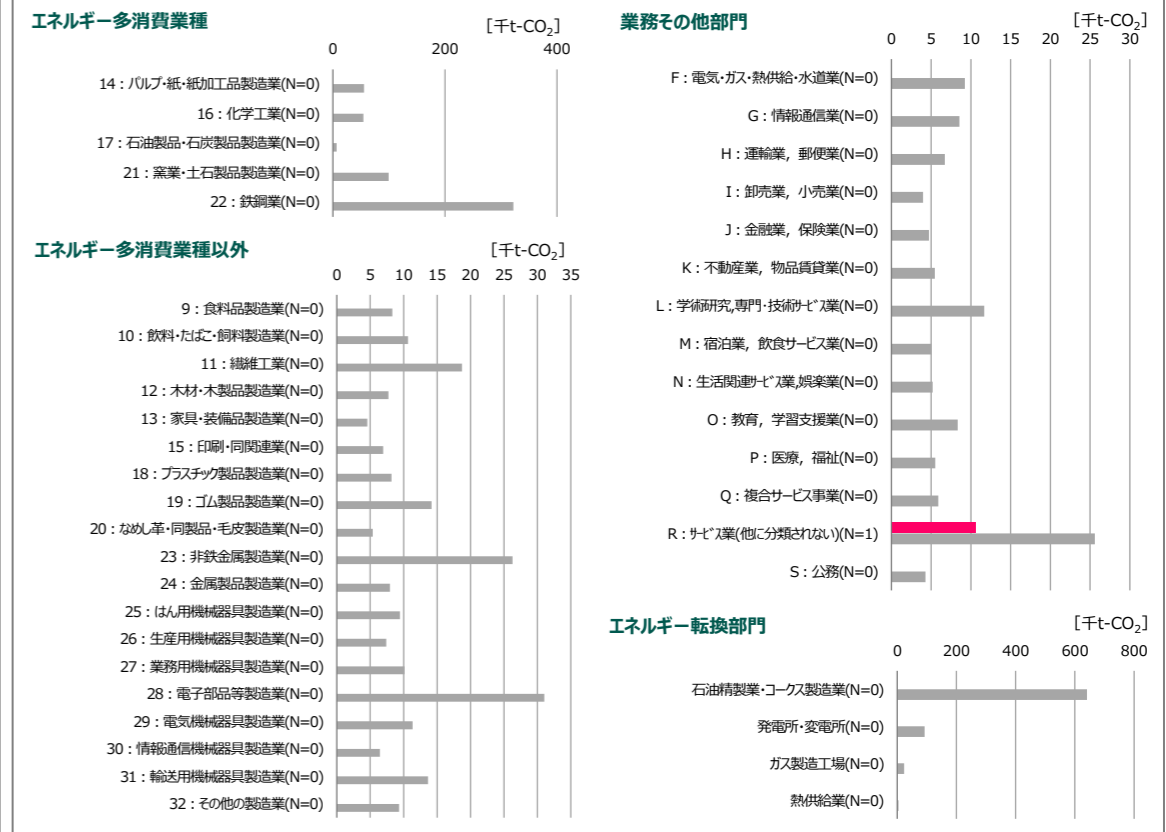 エネルギー多消費業種
[千t-CO2]
0 200 400
14：パルプ・紙・紙加工品製造業(N=0)
16：化学工業(N=0)
17：石油製品・石炭製品製造業(N=0)
21：窯業・土石製品製造業(N=0)
22：鉄鋼業(N=0)
エネルギー多消費業種以外
[千t-CO2]
0 5 10 15 20 25 30 35
9：食料品製造業(N=0)
10：飲料・たばこ・飼料製造業(N=0)
11：繊維工業(N=0)
12：木材・木製品製造業(N=0)
13：家具・装備品製造業(N=0)
15：印刷・同関連業(N=0)
18：プラスチック製品製造業(N=0)
19：ゴム製品製造業(N=0)
20：なめし革・同製品・毛皮製造業(N=0)
23：非鉄金属製造業(N=0)
24：金属製品製造業(N=0)
25：はん用機械器具製造業(N=0)
26：生産用機械器具製造業(N=0)
27：業務用機械器具製造業(N=0)
28：電子部品等製造業(N=0)
29：電気機械器具製造業(N=0)
30：情報通信機械器具製造業(N=0)
31：輸送用機械器具製造業(N=0)
32：その他の製造業(N=0)
業務その他部門
[千t-CO2]
0 5 10 15 20 25 30
F：電気・ガス・熱供給・水道業(N=0)
G：情報通信業(N=0)
H：運輸業，郵便業(N=0)
I：卸売業，小売業(N=0)
J：金融業，保険業(N=0)
K：不動産業，物品賃貸業(N=0)
L：学術研究,専門・技術サービス業(N=0)
M：宿泊業，飲食サービス業(N=0)
N：生活関連サービス業,娯楽業(N=0)
O：教育，学習支援業(N=0)
P：医療，福祉(N=0)
Q：複合サービス事業(N=0)
R：サービス業(他に分類されない)(N=1)
S：公務(N=0)
エネルギー転換部門
[千t-CO2]
0 200 400 600 800
石油精製業・コークス製造業(N=0)
発電所・変電所(N=0)
ガス製造工場(N=0)
熱供給業(N=0)